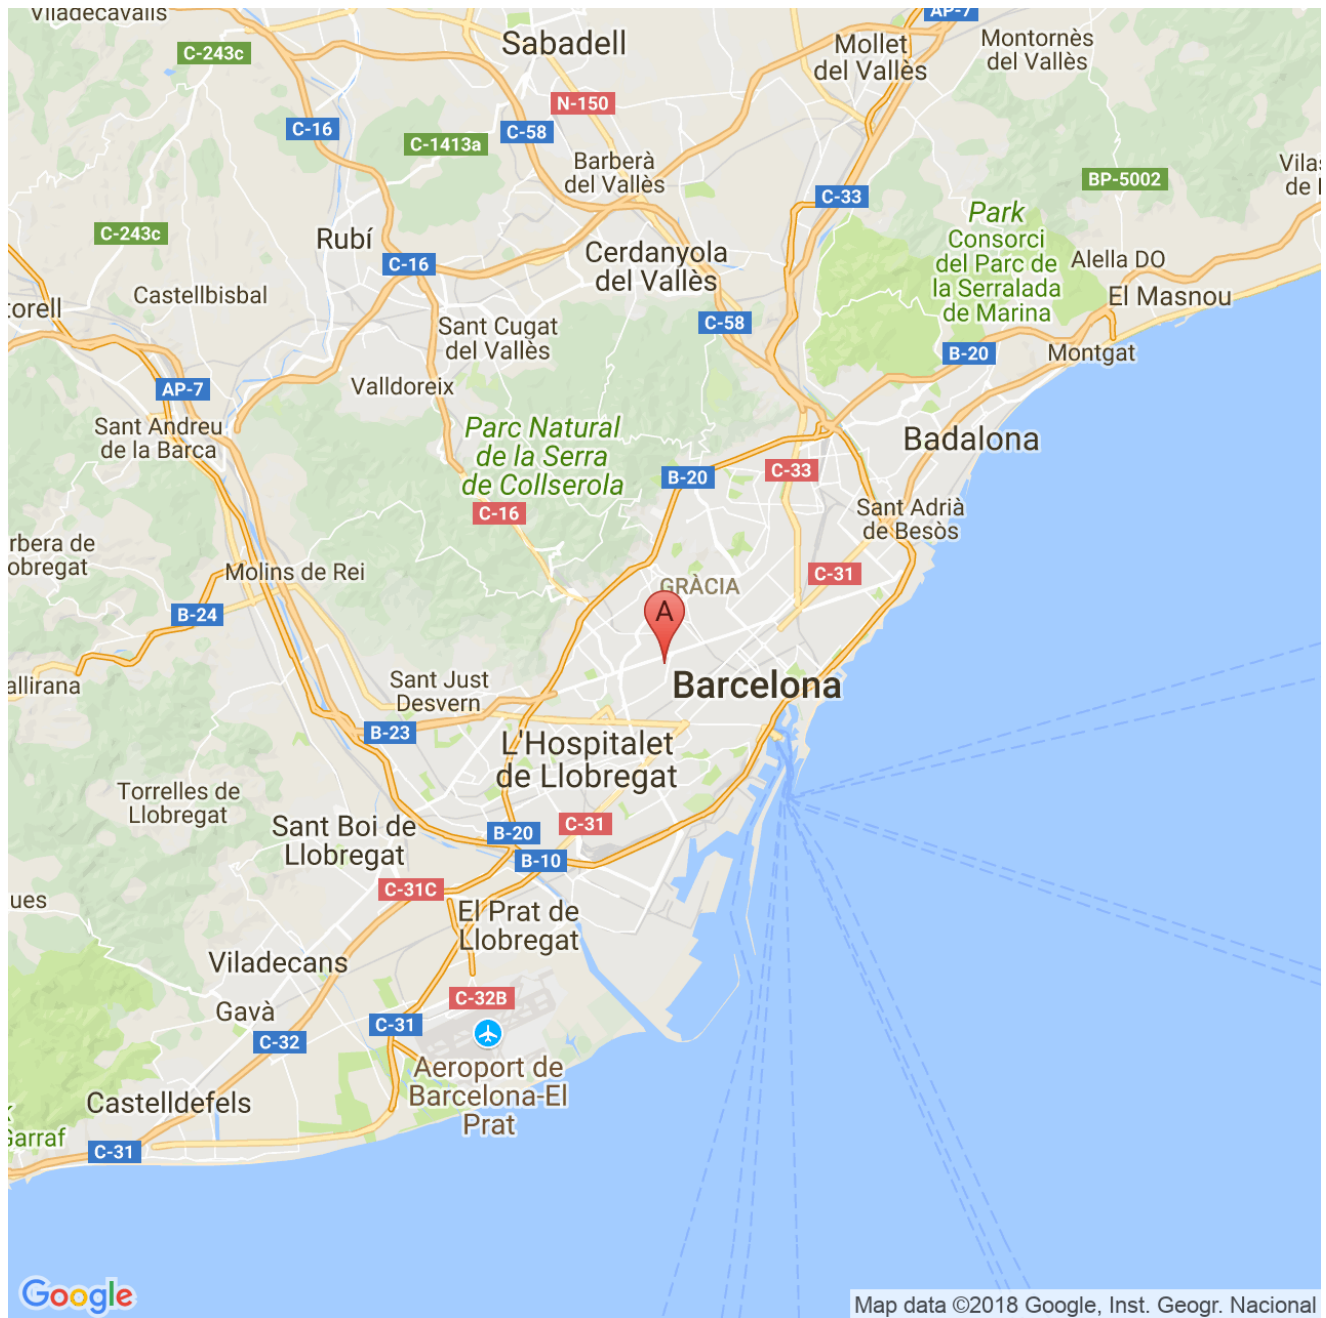 Viladecavalls
AP-7
Sabadell
Mollet
del Vallès
Montornès
del Vallès
C-243c
N-150
C-16
C-58
C-1413a
Barberà
del Vallès
BP-5002
C-33
Park
Consorci
del Parc de
la Serralada
de Marina
C-243c
Rubí
C-16
Cerdanyola
del Vallès
Alella DO
El Masnou
Castellbisbal
torell
Sant Cugat
del Vallès
C-58
B-20
Montgat
AP-7
Valldoreix
Sant Andreu
de la Barca
Parc Natural
de la Serra
de Collserola
Badalona
B-20
C-33
C-16
Sant Adrià
de Besòs
rbera de
obregat
Molins de Rei
C-31
GRÀCIA
B-24
A
allirana
Sant Just
Desvern
Barcelona
B-23
L'Hospitalet
de Llobregat
Torrelles de
Llobregat
Sant Boi de
Llobregat
C-31
B-20
B-10
C-31C
ues
El Prat de
Llobregat
Viladecans
Gavà
C-32B
C-31
C-32
Aeroport de
Barcelona-El
Prat
Castelldefels
Garraf
C-31
Google
Map data ©2018 Google, Inst. Geogr. Nacional